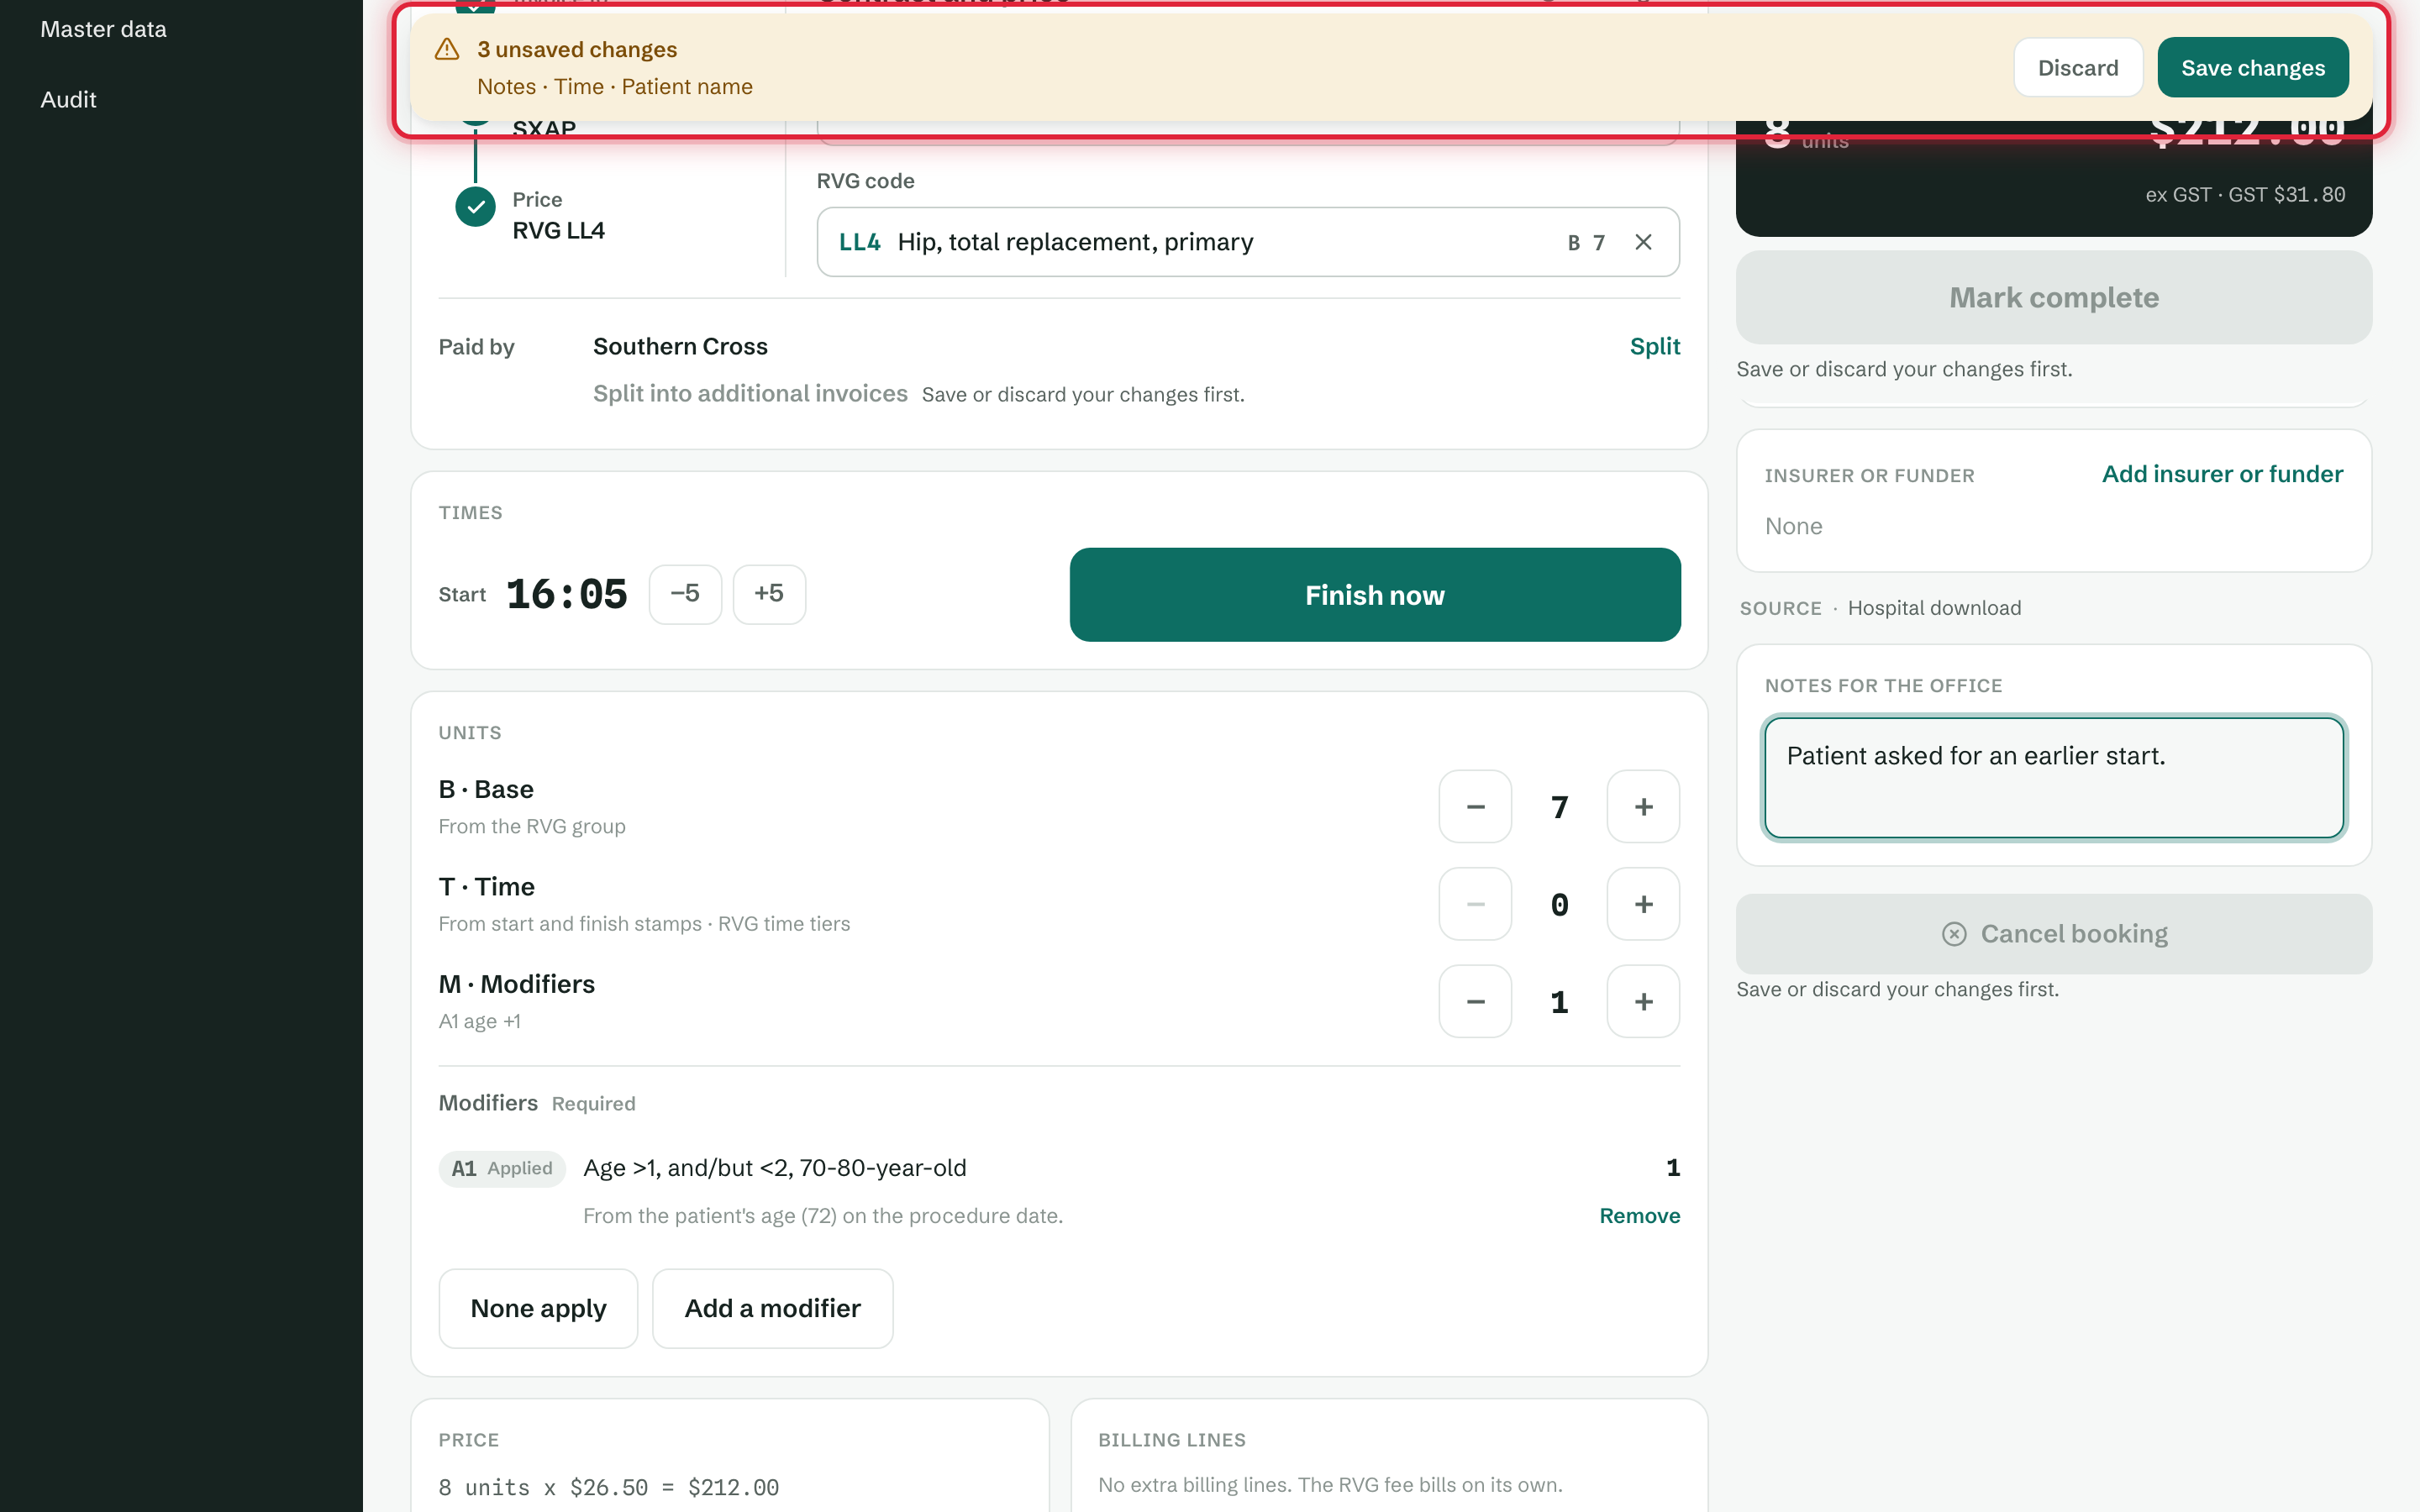 Master data
Audit
3 unsaved changes
Notes · Time · Patient name
Discard
Save changes
SXAP
8 units
$212.00
ex GST · GST $31.80
Price
RVG LL4
RVG code
LL4 Hip, total replacement, primary B 7
Mark complete
Save or discard your changes first.
Paid by Southern Cross Split
Split into additional invoices Save or discard your changes first.
INSURER OR FUNDER
Add insurer or funder
None
SOURCE · Hospital download
TIMES
Start 16:05 −5 +5
Finish now
NOTES FOR THE OFFICE
Patient asked for an earlier start.
Cancel booking
Save or discard your changes first.
UNITS
B · Base
From the RVG group
− 7 +
T · Time
From start and finish stamps · RVG time tiers
− 0 +
M · Modifiers
A1 age +1
− 1 +
Modifiers Required
A1 Applied Age >1, and/but <2, 70-80-year-old 1
From the patient's age (72) on the procedure date. Remove
None apply
Add a modifier
PRICE
8 units x $26.50 = $212.00
BILLING LINES
No extra billing lines. The RVG fee bills on its own.